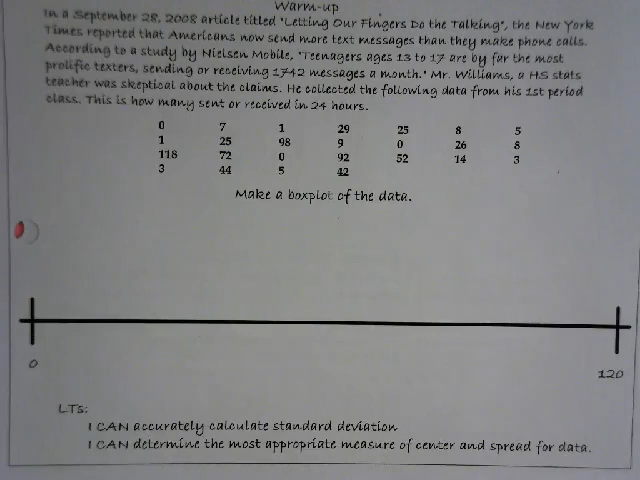 Warm-up
In a September 28, 2008 article titled "Letting Our Fingers Do the Talking", the New York
Times reported that Americans now send more text messages than they make phone calls.
According to a study by Nielsen Mobile, "Teenagers ages 13 to 17 are by far the most
prolific texters, sending or receiving 1742 messages a month." Mr. Williams, a HS stats
teacher was skeptical about the claims. He collected the following data from his 1st period
class. This is how many sent or received in 24 hours.
0 7 1 29 25 8 5
1 25 98 9 0 26 8
118 72 0 92 52 14 3
3 44 5 42
Make a boxplot of the data.
0
120
LTs:
I CAN accurately calculate standard deviation
I CAN determine the most appropriate measure of center and spread for data.